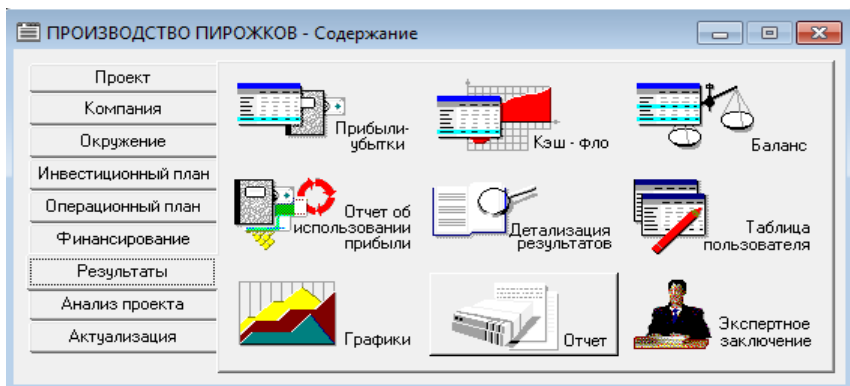 ПРОИЗВОДСТВО ПИРОЖКОВ - Содержание
Проект
Компания
Окружение
Инвестиционный план
Операционный план
Финансирование
Результаты
Анализ проекта
Актуализация
Прибыли-
убытки
Кэш - фло
Баланс
Отчет об
использовании
прибыли
Детализация
результатов
Таблица
пользователя
Графики
Отчет
Экспертное
заключение